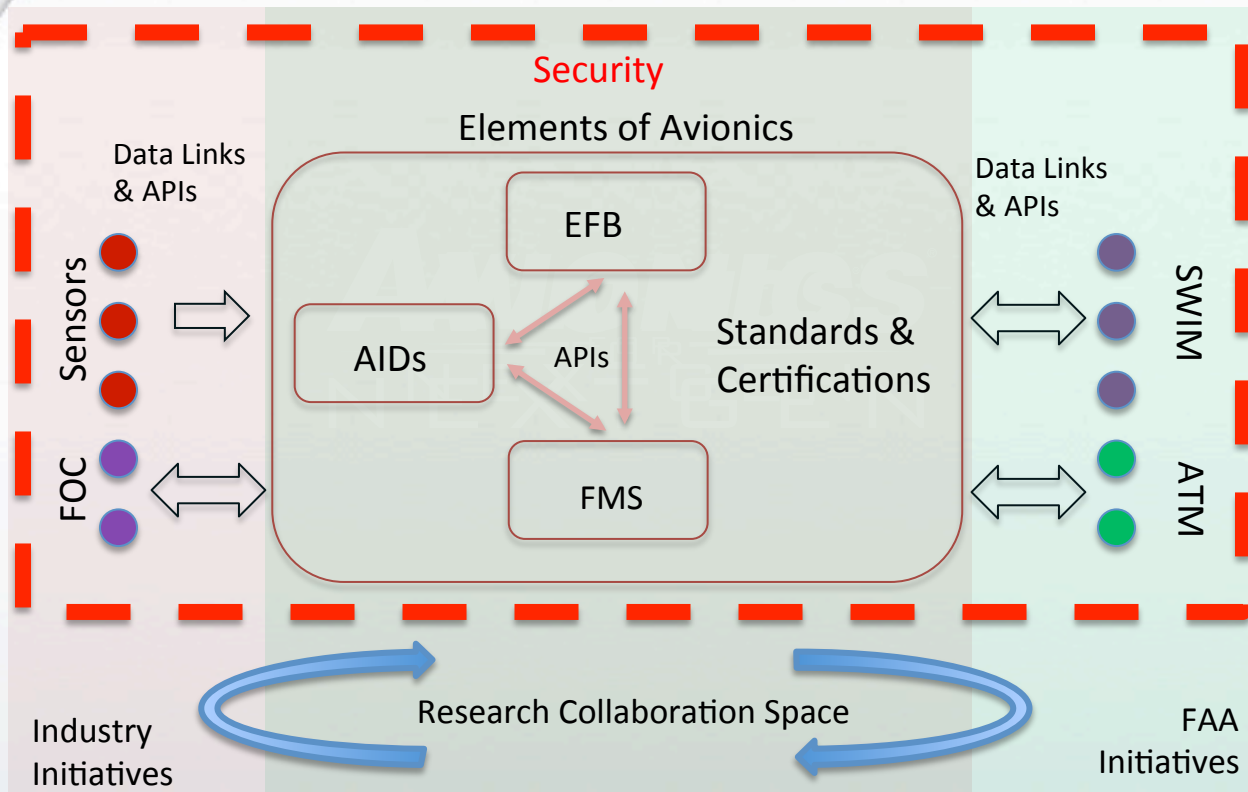 Security
Elements of Avionics
Data Links
& APIs
Sensors
FOC
EFB
AIDs
APIs
FMS
Standards &
Certifications
Data Links
& APIs
SWIM
ATM
Research Collaboration Space
Industry
Initiatives
FAA
Initiatives